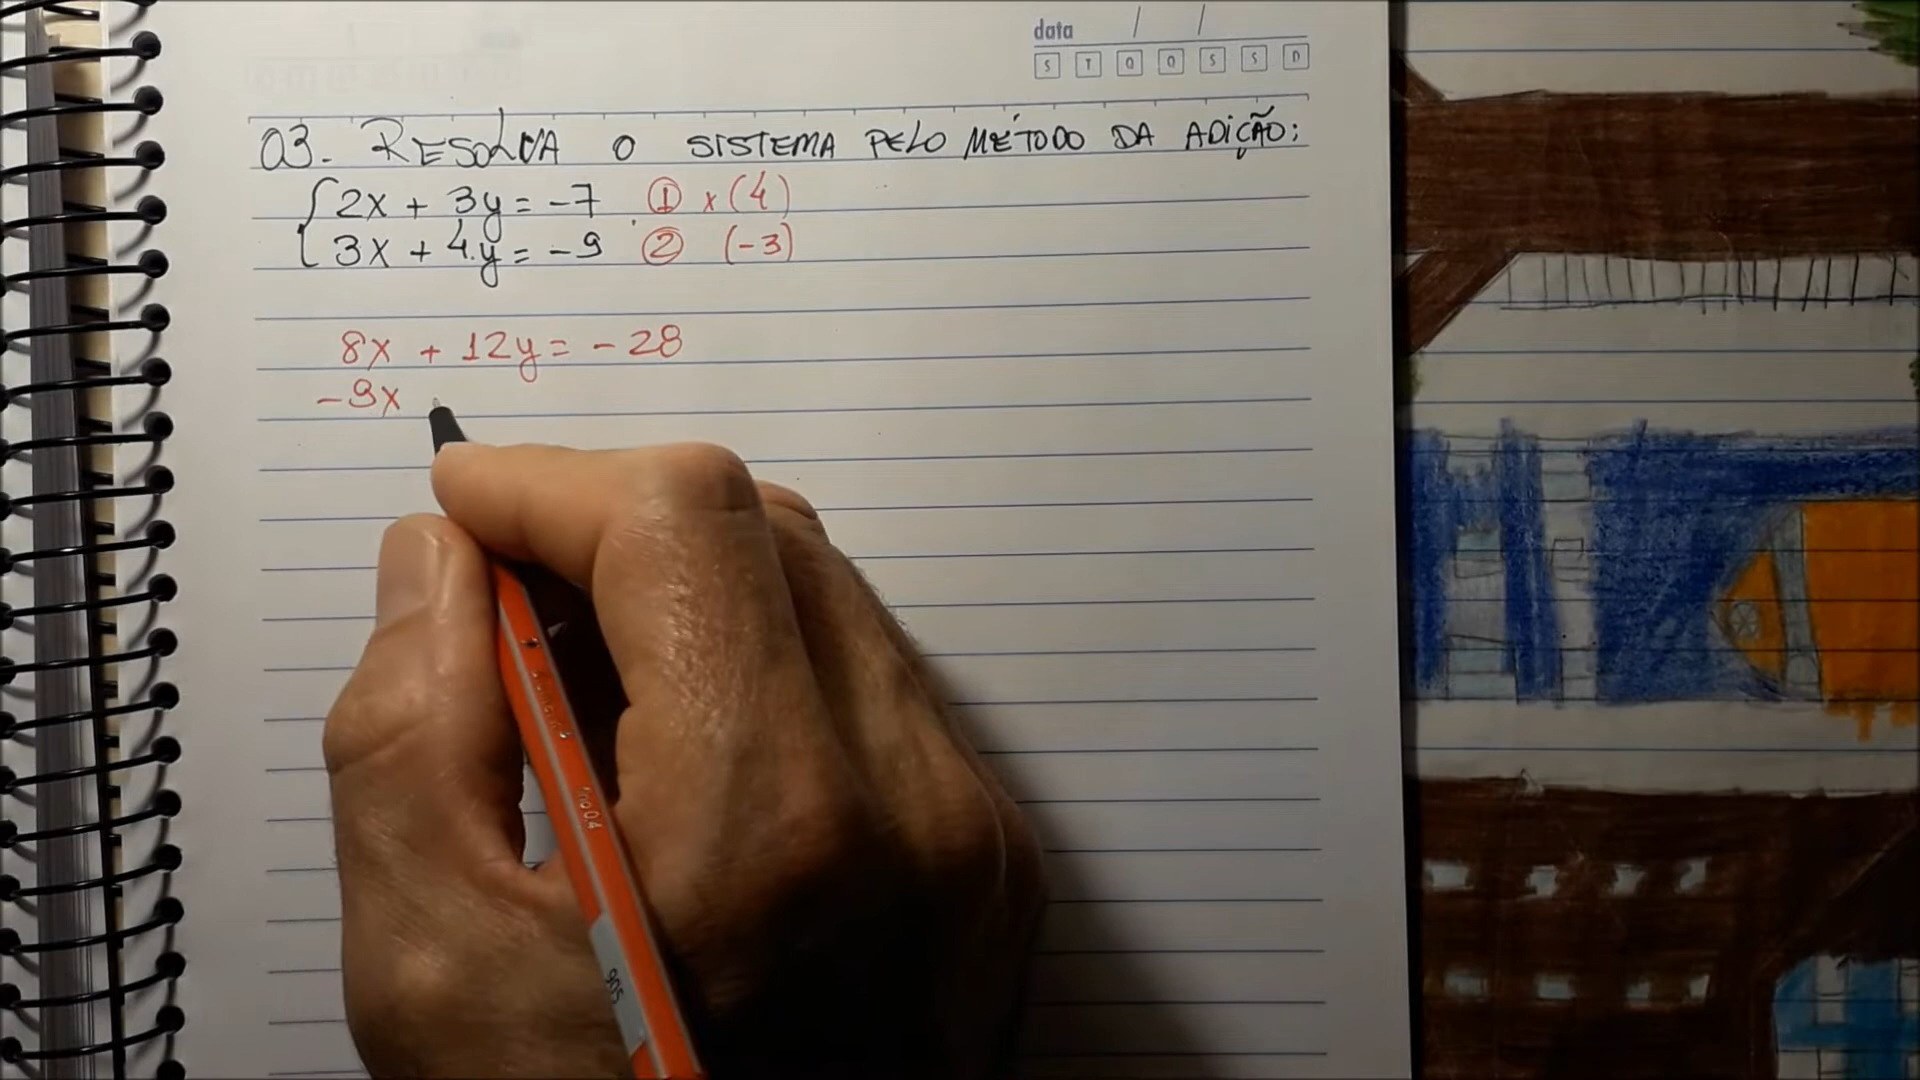 data / /
S T Q Q S S D
03. RESOLVA O SISTEMA PELO MÉTODO DA ADIÇÃO:
2x + 3y = -7 ① x (4)
3x + 4.y = -9 ② (-3)
8x + 12y = -28
-9x